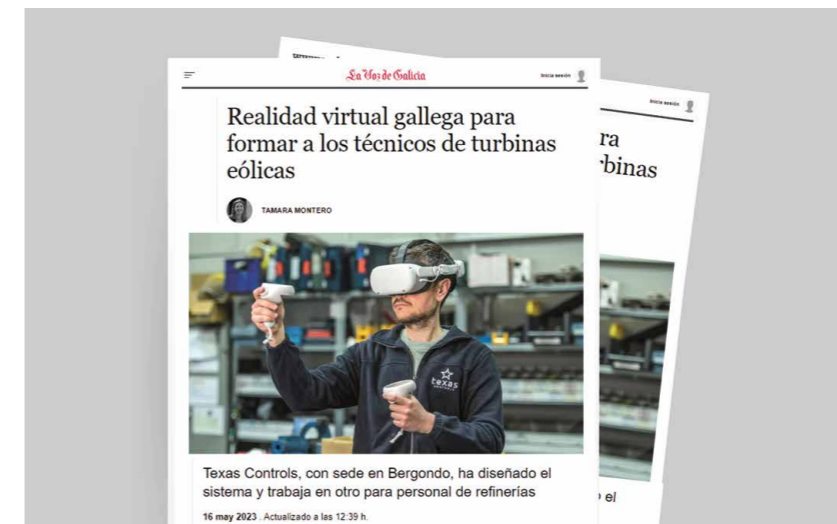 La Voz de Galicia
Inicia sesión
Realidad virtual gallega para
formar a los técnicos de turbinas
eólicas
TAMARA MONTERO
texas
Texas Controls, con sede en Bergondo, ha diseñado el
sistema y trabaja en otro para personal de refinerías
16 may 2023 . Actualizado a las 12:39 h.
Inicia sesión
ra
rbinas
el